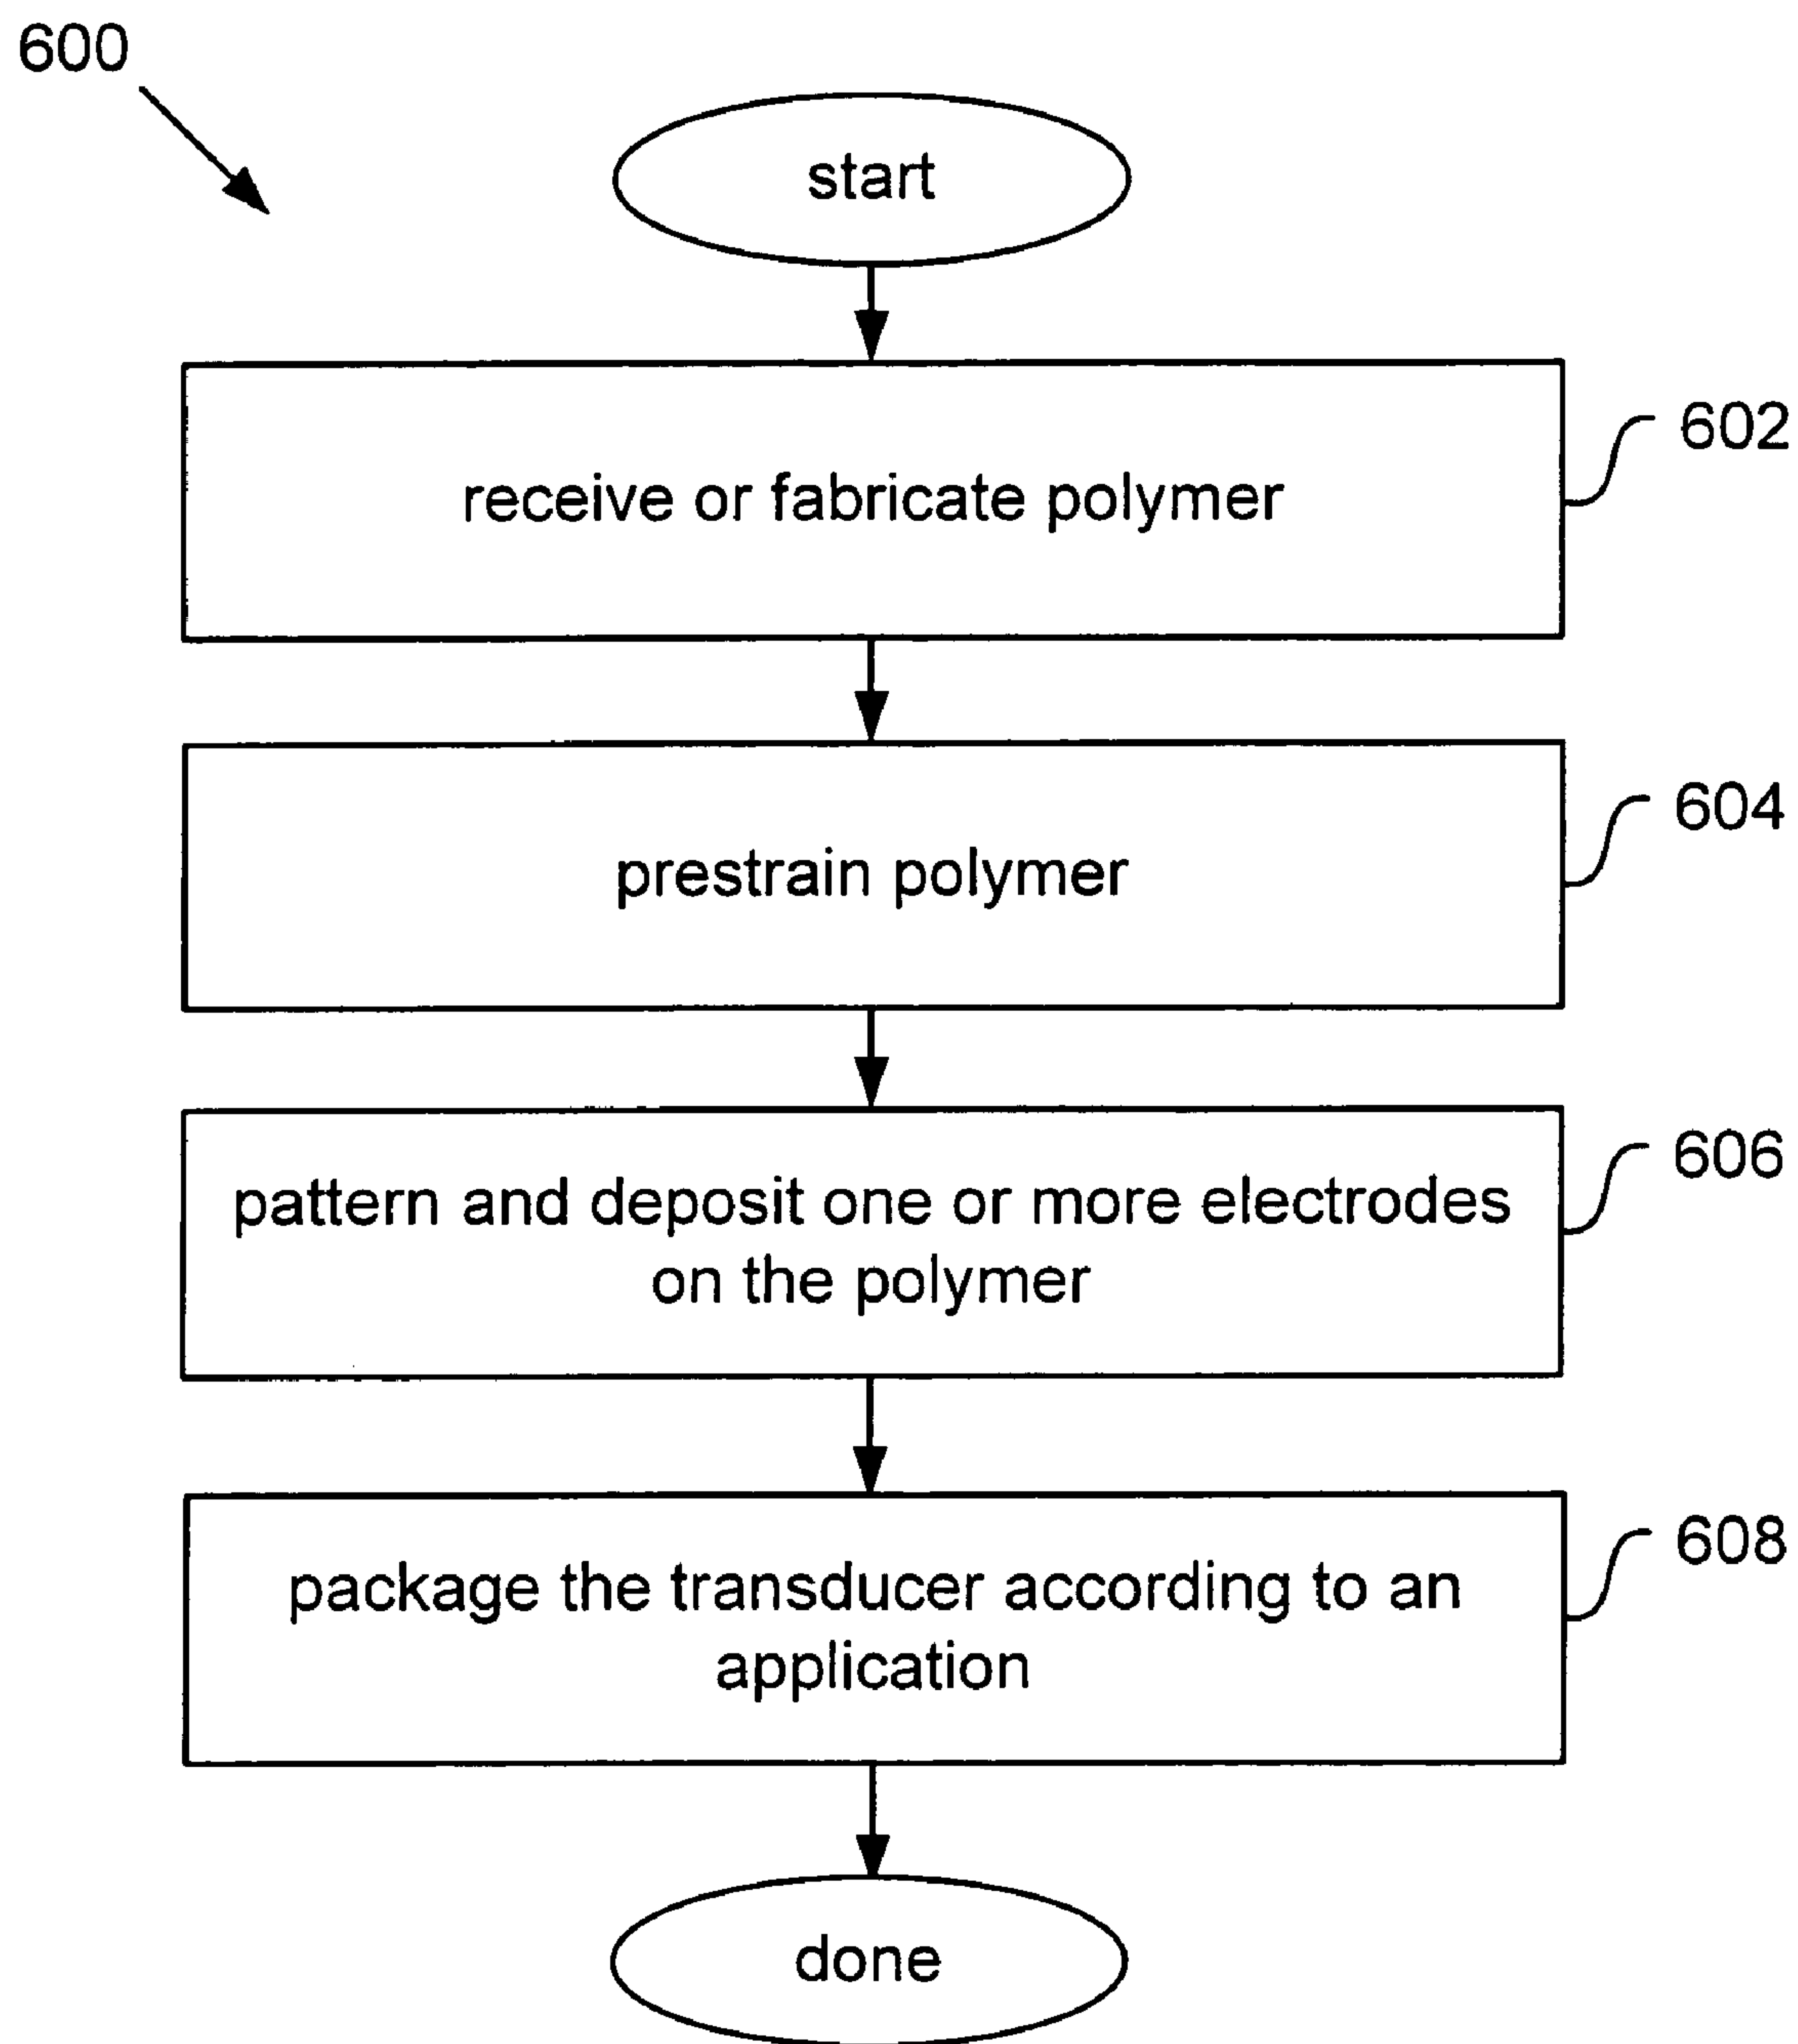 600
start
receive or fabricate polymer
602
prestrain polymer
604
pattern and deposit one or more electrodes
on the polymer
606
package the transducer according to an
application
608
done